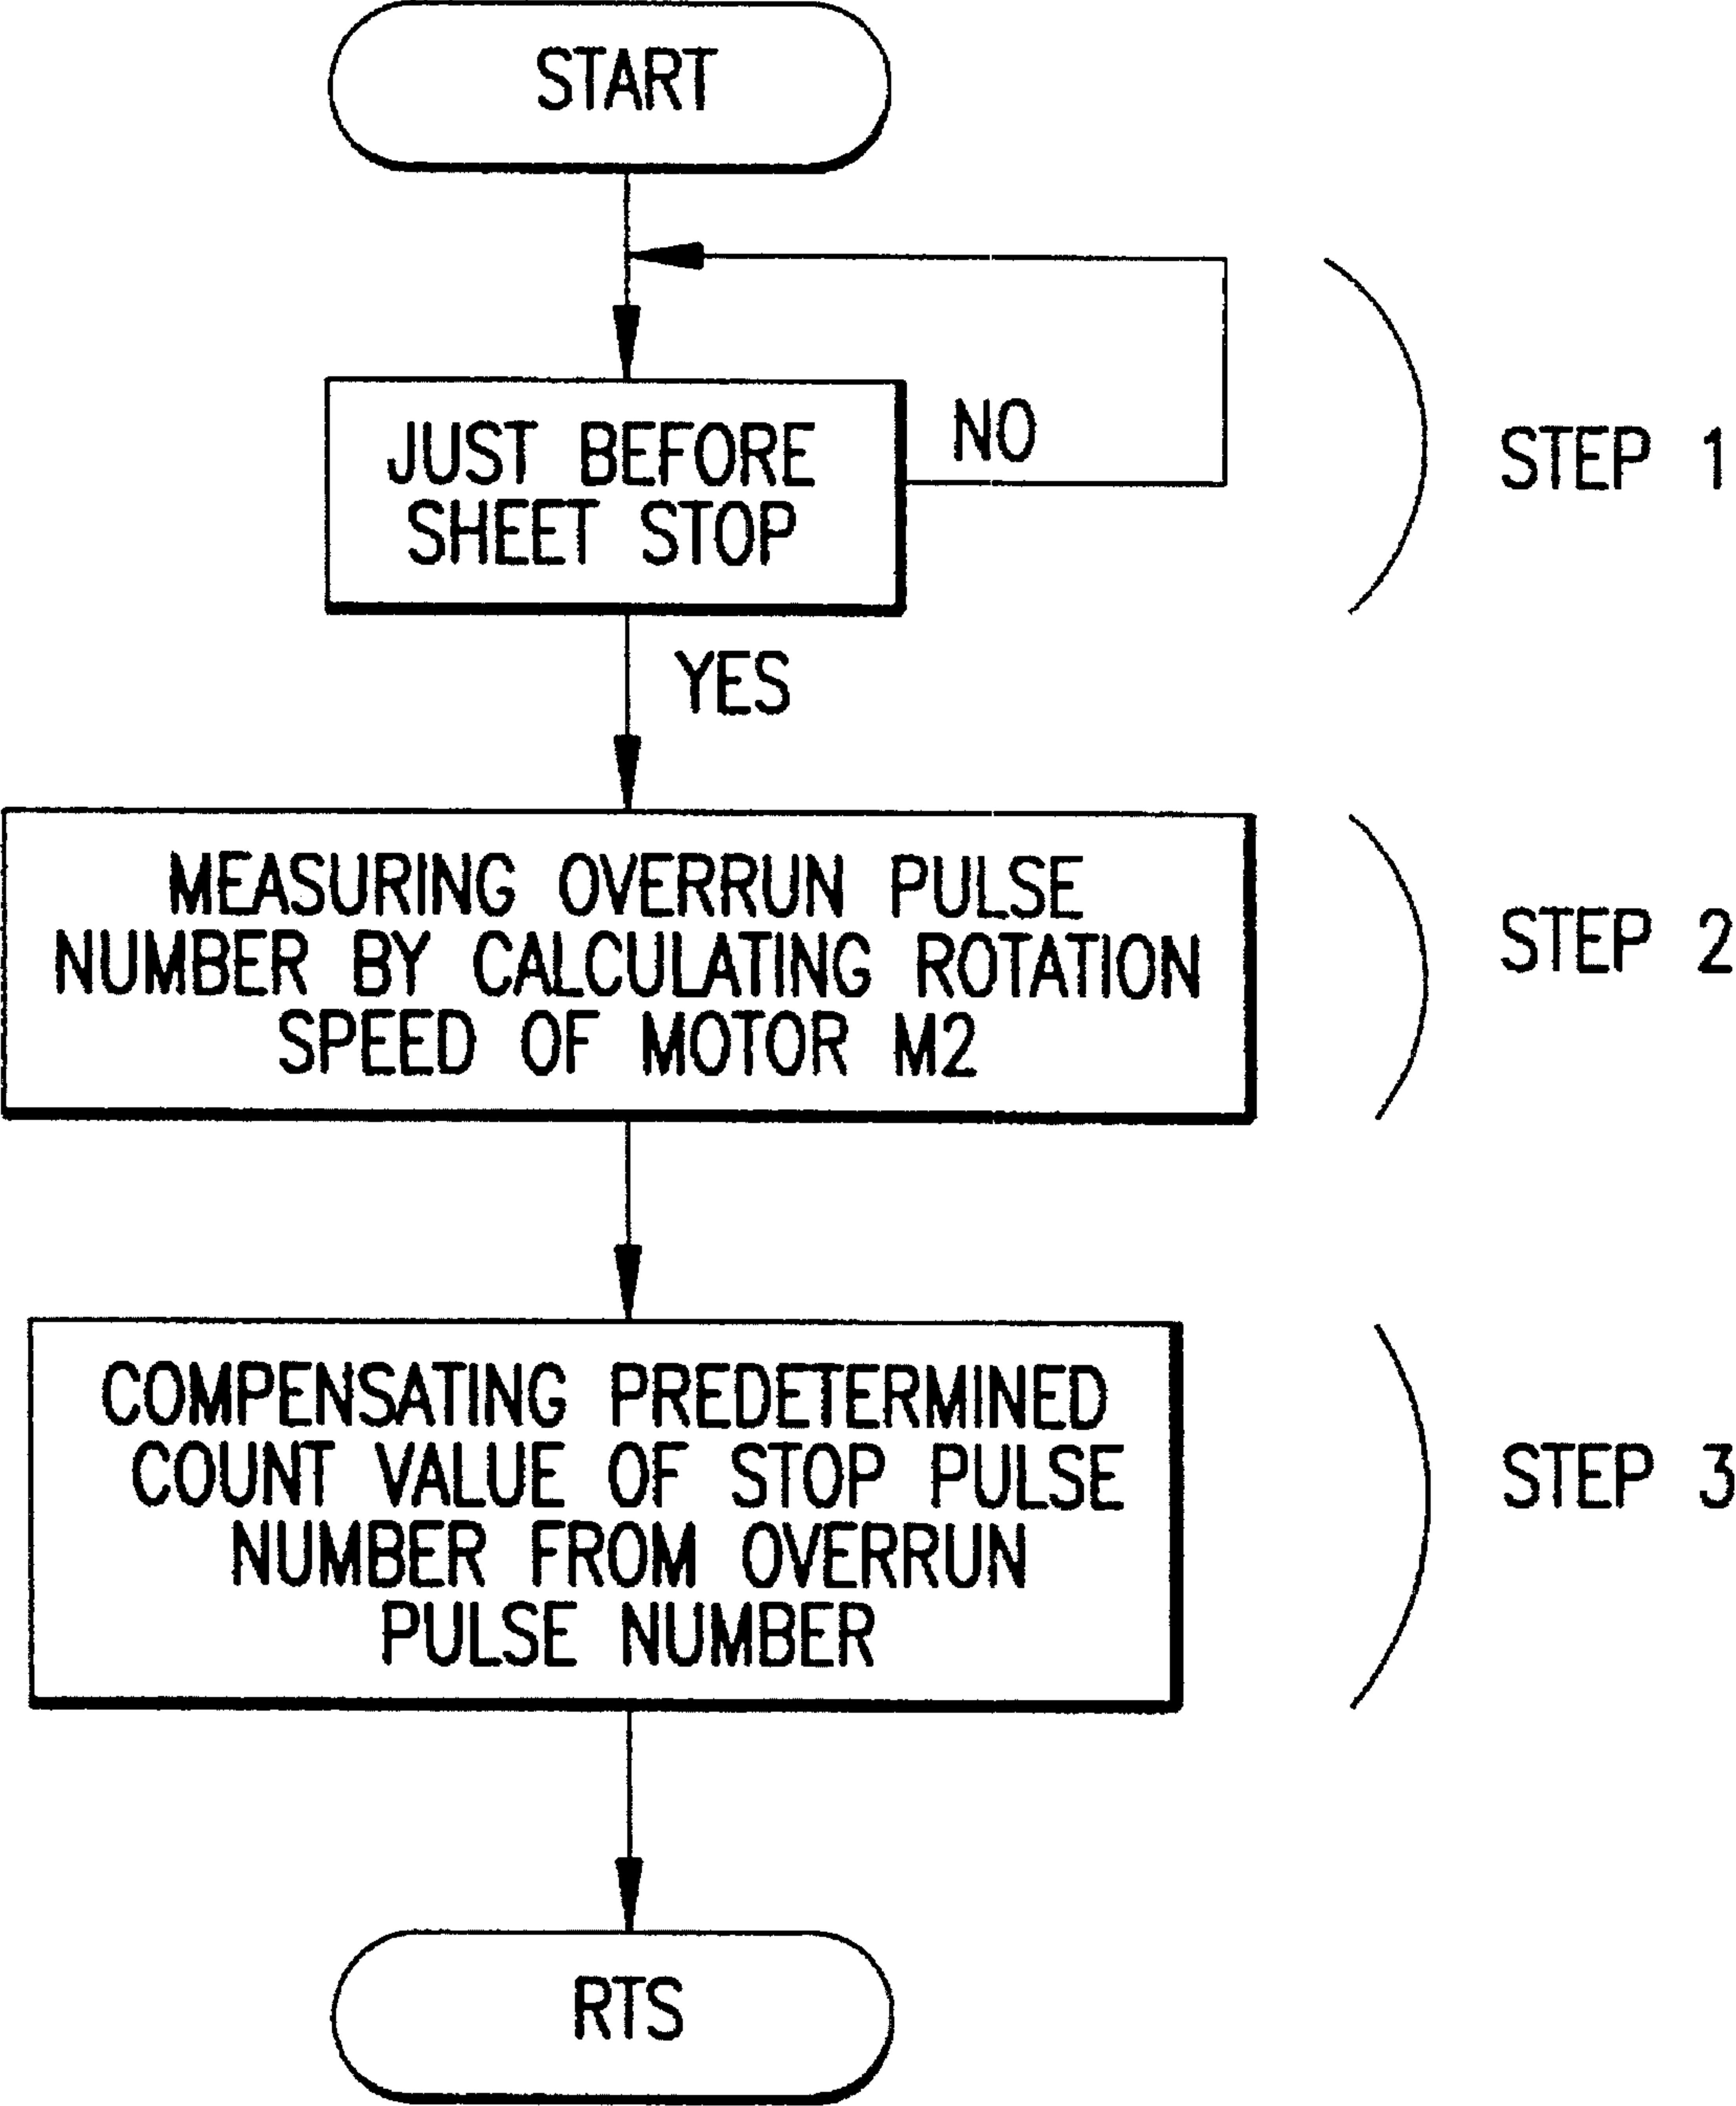 START
JUST BEFORE
SHEET STOP
NO
STEP 1
YES
MEASURING OVERRUN PULSE
NUMBER BY CALCULATING ROTATION
SPEED OF MOTOR M2
STEP 2
COMPENSATING PREDETERMINED
COUNT VALUE OF STOP PULSE
NUMBER FROM OVERRUN
PULSE NUMBER
STEP 3
RTS